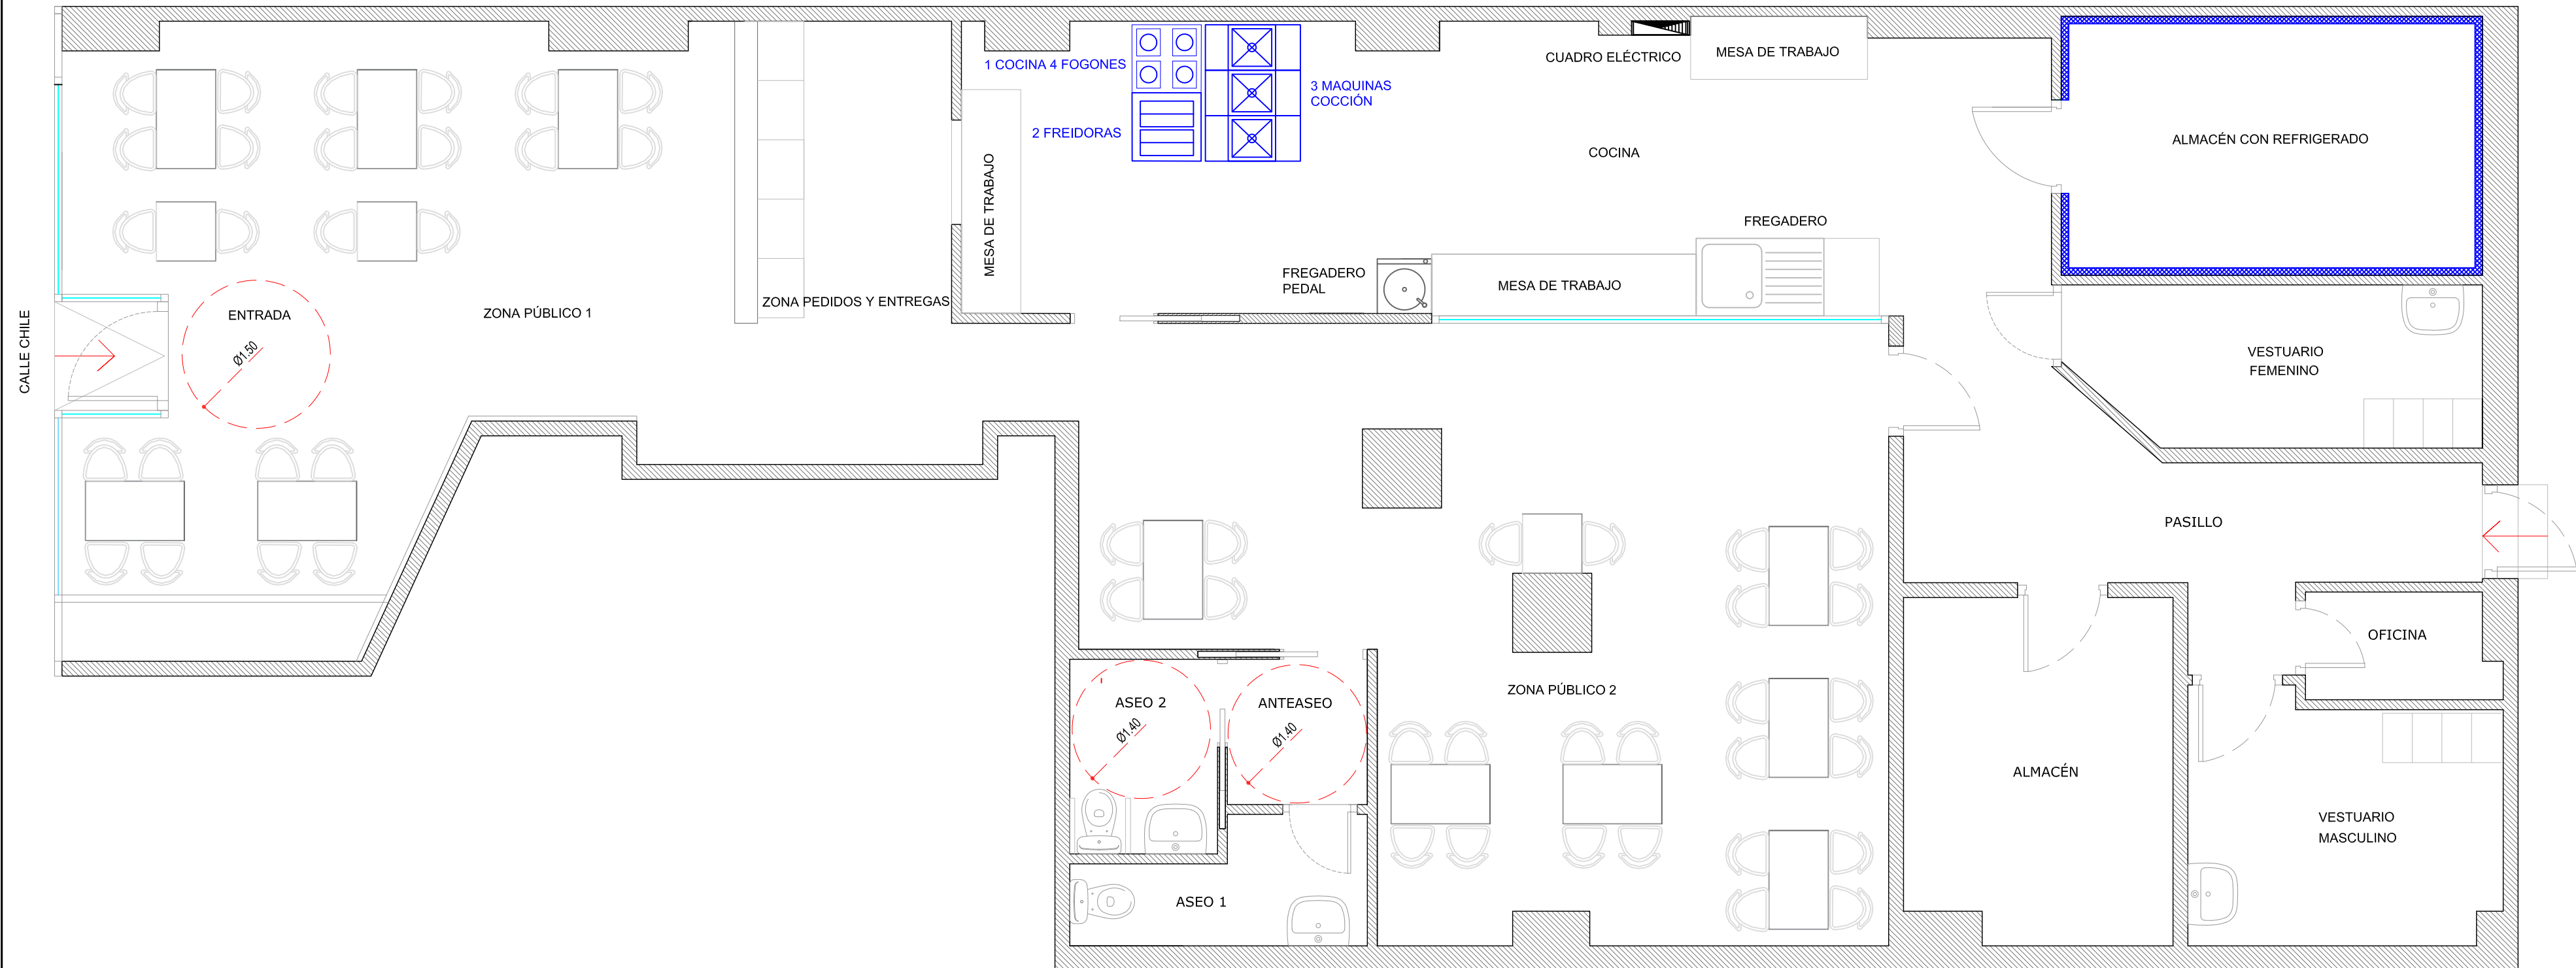 1 COCINA 4 FOGONES
2 FREIDORAS
3 MAQUINAS
COCCIÓN
CUADRO ELÉCTRICO
MESA DE TRABAJO
COCINA
ALMACÉN CON REFRIGERADO
MESA DE TRABAJO
FREGADERO
FREGADERO
PEDAL
MESA DE TRABAJO
ZONA PEDIDOS Y ENTREGAS
ZONA PÚBLICO 1
ENTRADA
Ø1.50
CALLE CHILE
VESTUARIO
FEMENINO
PASILLO
OFICINA
ZONA PÚBLICO 2
ASEO 2
Ø1.40
ANTEASEO
Ø1.40
ALMACÉN
VESTUARIO
MASCULINO
ASEO 1